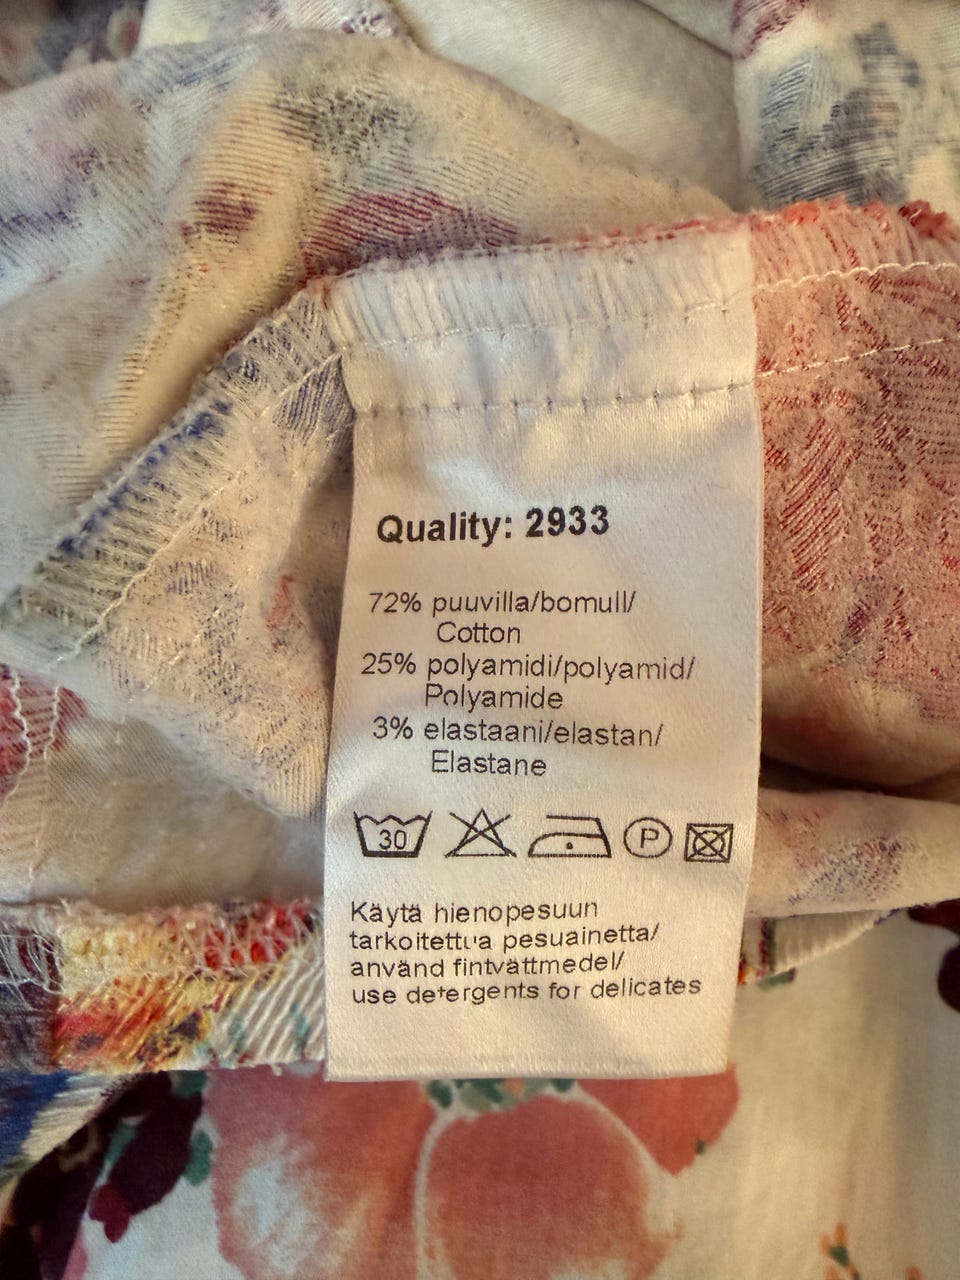 Quality: 2933
72% puuvilla/bomull/
Cotton
25% polyamidi/polyamid/
Polyamide
3% elastaani/elastan/
Elastane
30 P
Käytä hienopesuun
tarkoitettua pesuainetta/
använd fintvättmedel/
use detergents for delicates